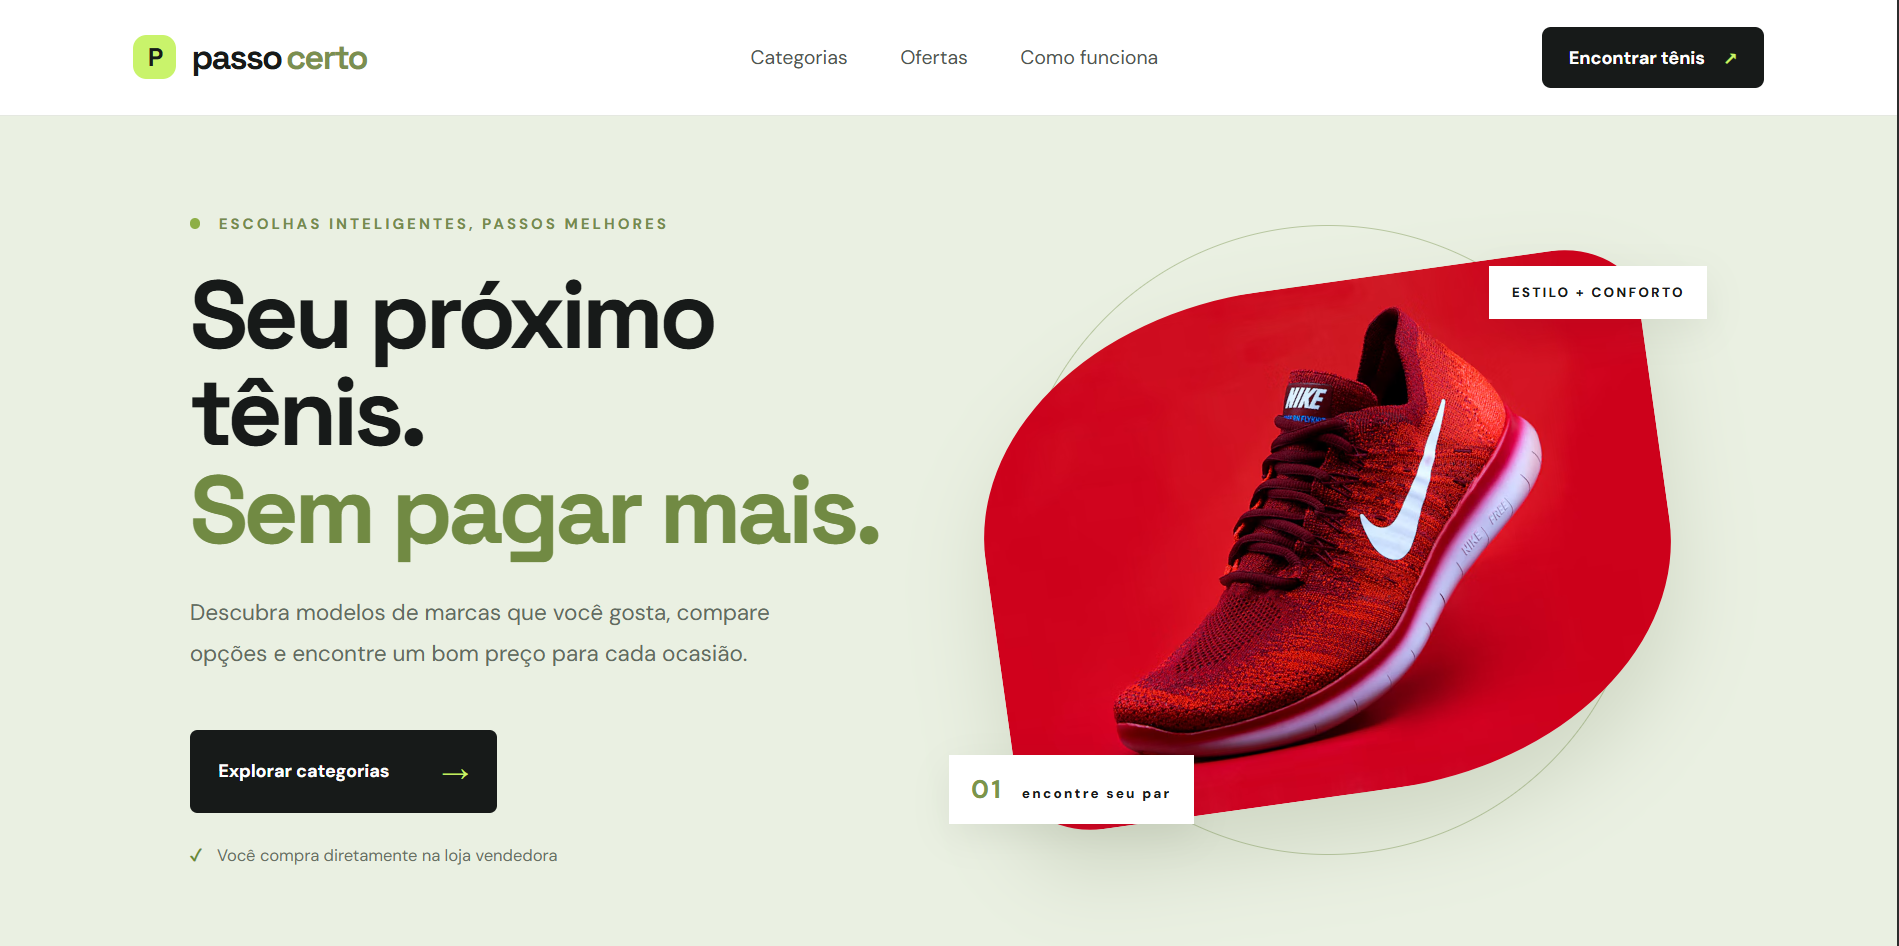 P passo certo
Categorias
Ofertas
Como funciona
Encontrar tênis ↗
ESCOLHAS INTELIGENTES, PASSOS MELHORES
Seu próximo
tênis.
Sem pagar mais.
Descubra modelos de marcas que você gosta, compare
opções e encontre um bom preço para cada ocasião.
Explorar categorias →
✓ Você compra diretamente na loja vendedora
ESTILO + CONFORTO
NIKE
NIKE FREE
01 encontre seu par